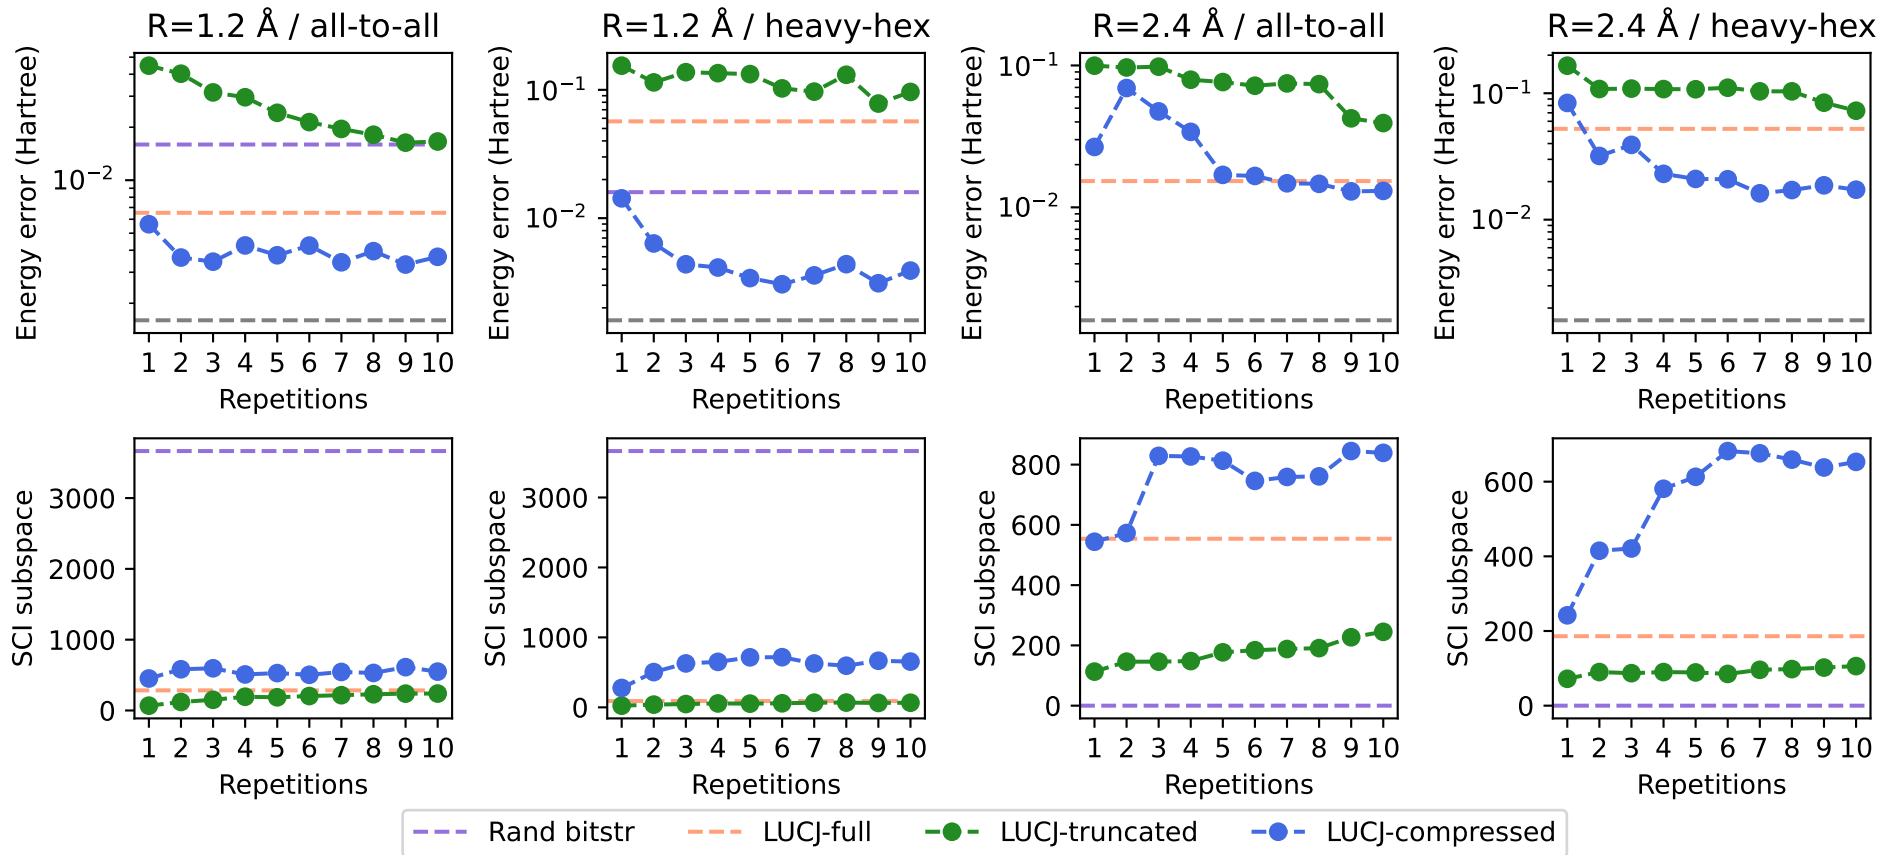 R=1.2 Å / all-to-all
R=1.2 Å / heavy-hex
R=2.4 Å / all-to-all
R=2.4 Å / heavy-hex
Energy error (Hartree)
10⁻²
1 2 3 4 5 6 7 8 9 10
Repetitions
Energy error (Hartree)
10⁻¹
10⁻²
1 2 3 4 5 6 7 8 9 10
Repetitions
Energy error (Hartree)
10⁻¹
10⁻²
1 2 3 4 5 6 7 8 9 10
Repetitions
Energy error (Hartree)
10⁻¹
10⁻²
1 2 3 4 5 6 7 8 9 10
Repetitions
SCI subspace
3000
2000
1000
0
1 2 3 4 5 6 7 8 9 10
Repetitions
SCI subspace
3000
2000
1000
0
1 2 3 4 5 6 7 8 9 10
Repetitions
SCI subspace
800
600
400
200
0
1 2 3 4 5 6 7 8 9 10
Repetitions
SCI subspace
600
400
200
0
1 2 3 4 5 6 7 8 9 10
Repetitions
Rand bitstr LUCJ-full LUCJ-truncated LUCJ-compressed